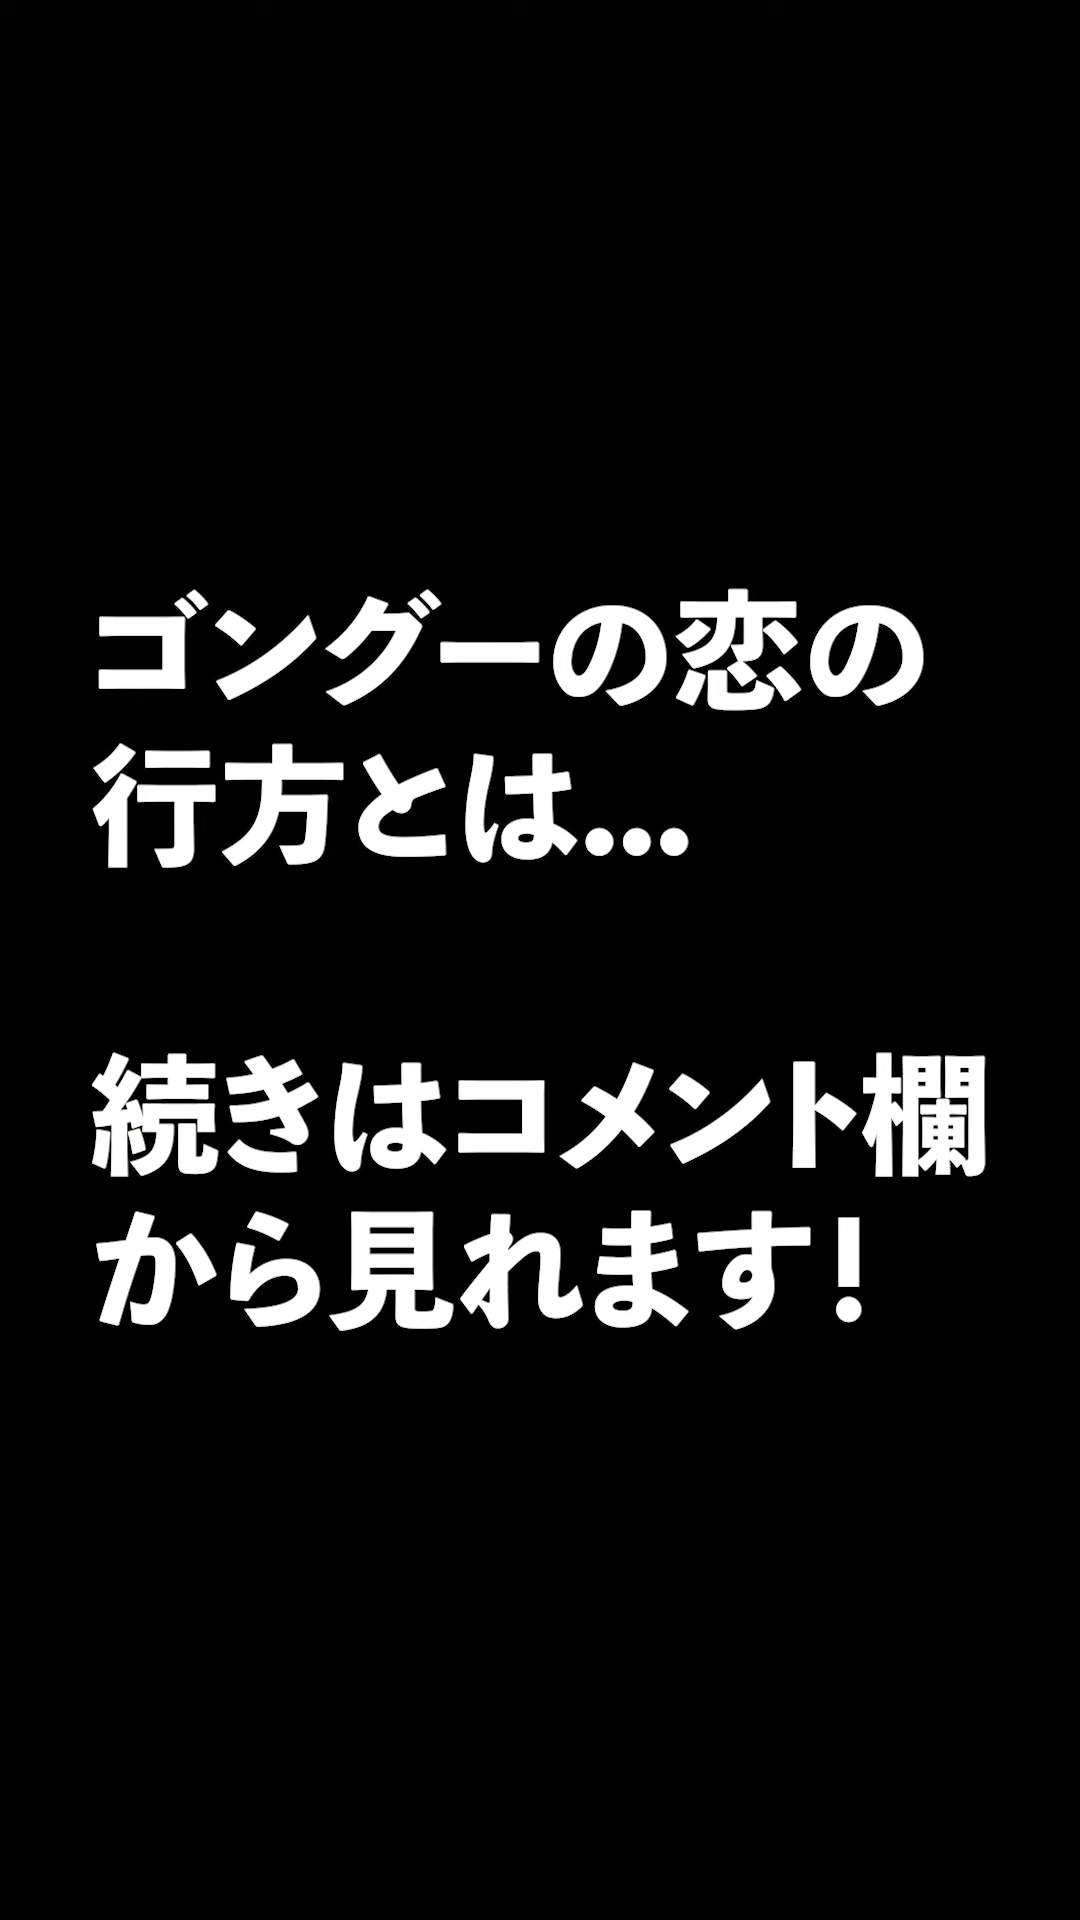 ゴングーの恋の
行方とは...
続きはコメント欄
から見れます!